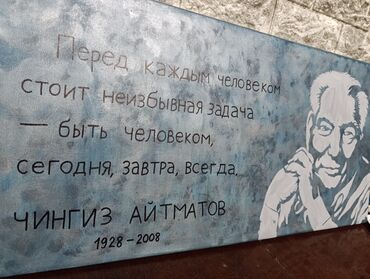 Перед каждым человеком
стоит неизбывная задача
— быть человеком,
сегодня, завтра, всегда.
ЧИНГИЗ АЙТМАТОВ
1928 - 2008